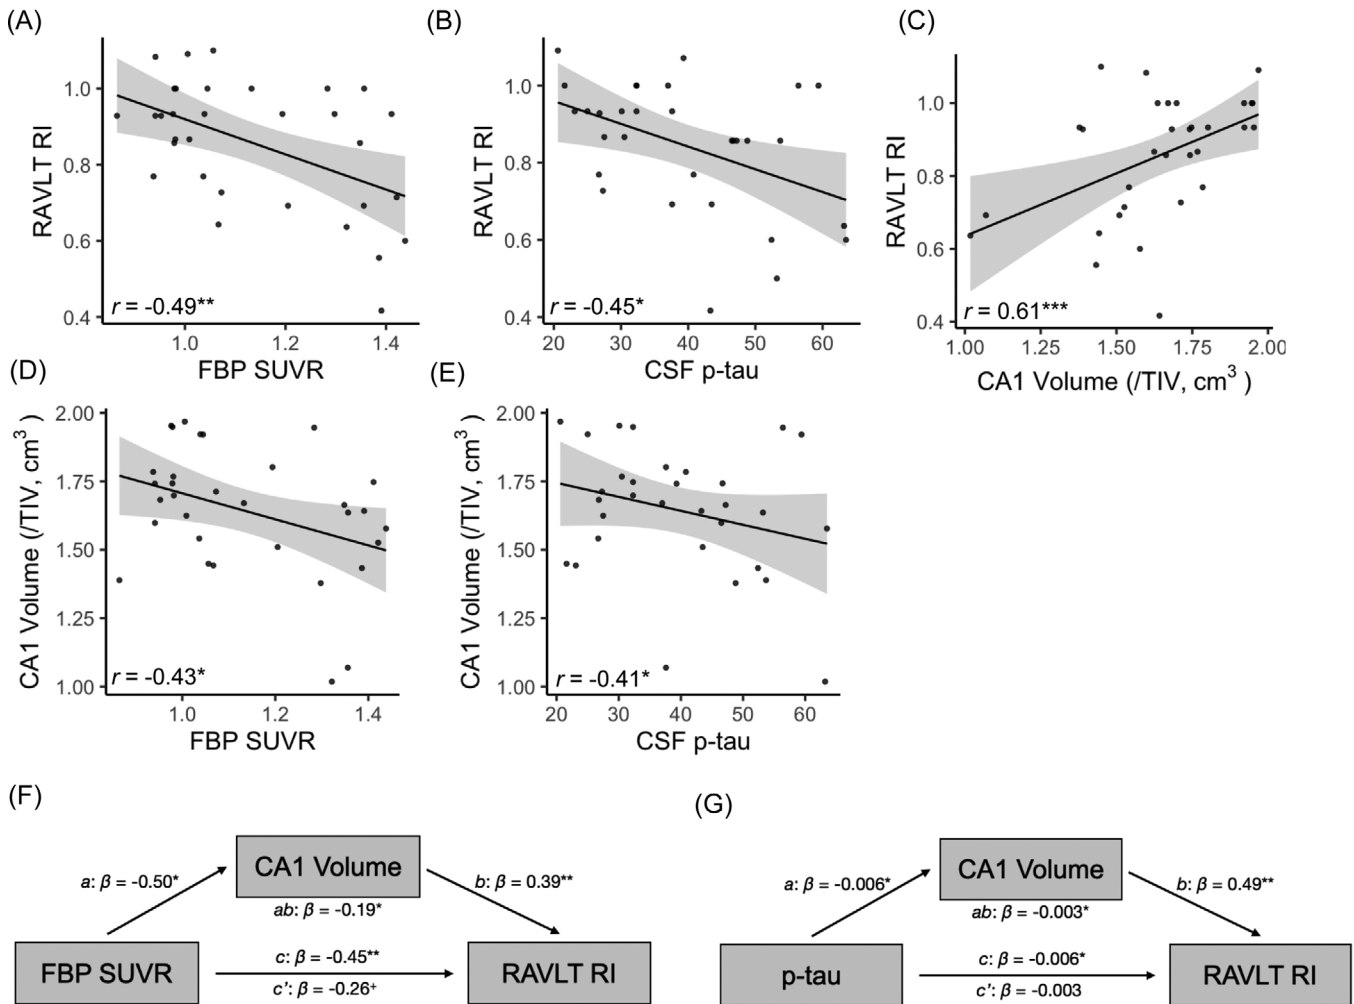 (A)
RAVLT RI
1.0
0.8
0.6
0.4
r = -0.49**
1.0 1.2 1.4
FBP SUVR
(B)
RAVLT RI
1.0
0.8
0.6
0.4
r = -0.45*
20 30 40 50 60
CSF p-tau
(C)
RAVLT RI
1.0
0.8
0.6
0.4
r = 0.61***
1.00 1.25 1.50 1.75 2.00
CA1 Volume (/TIV, cm³ )
(D)
CA1 Volume (/TIV, cm³ )
2.00
1.75
1.50
1.25
1.00
r = -0.43*
1.0 1.2 1.4
FBP SUVR
(E)
CA1 Volume (/TIV, cm³ )
2.00
1.75
1.50
1.25
1.00
r = -0.41*
20 30 40 50 60
CSF p-tau
(F)
CA1 Volume
a: β = -0.50*
b: β = 0.39**
ab: β = -0.19*
FBP SUVR
c: β = -0.45**
c’: β = -0.26⁺
RAVLT RI
(G)
CA1 Volume
a: β = -0.006*
b: β = 0.49**
ab: β = -0.003*
p-tau
c: β = -0.006*
c’: β = -0.003
RAVLT RI